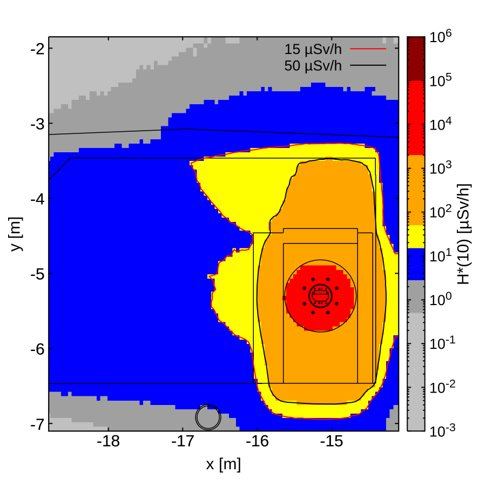 15 µSv/h
50 µSv/h
-2
-3
-4
-5
-6
-7
y [m]
-18 -17 -16 -15
x [m]
10⁶
10⁵
10⁴
10³
10²
10¹
10⁰
10⁻¹
10⁻²
10⁻³
H*(10) [µSv/h]